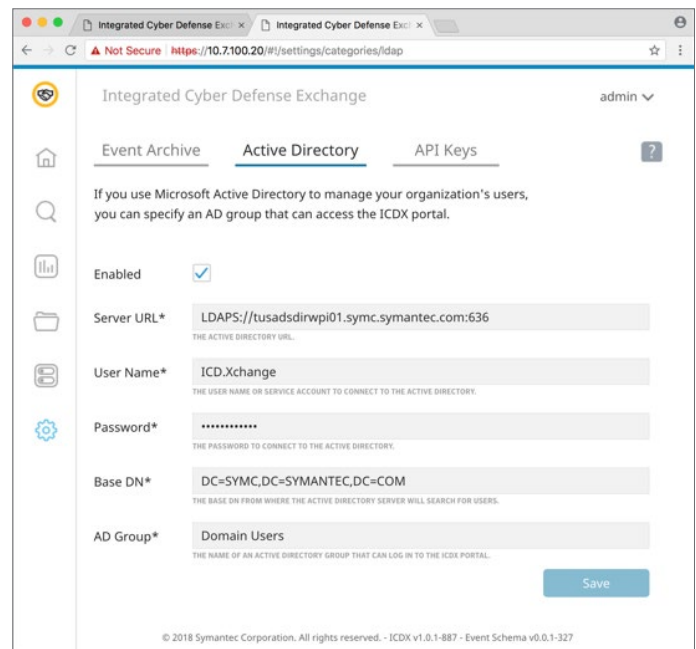 Integrated Cyber Defense Exch
Integrated Cyber Defense Exch
Not Secure https://10.7.100.20/#!/settings/categories/ldap
Integrated Cyber Defense Exchange
admin
Event Archive Active Directory API Keys ?
If you use Microsoft Active Directory to manage your organization's users,
you can specify an AD group that can access the ICDX portal.
Enabled
Server URL* LDAPS://tusadsdirwpi01.symc.symantec.com:636
THE ACTIVE DIRECTORY URL.
User Name* ICD.Xchange
THE USER NAME OR SERVICE ACCOUNT TO CONNECT TO THE ACTIVE DIRECTORY.
Password* ••••••••••••
THE PASSWORD TO CONNECT TO THE ACTIVE DIRECTORY.
Base DN* DC=SYMC,DC=SYMANTEC,DC=COM
THE BASE DN FROM WHERE THE ACTIVE DIRECTORY SERVER WILL SEARCH FOR USERS.
AD Group* Domain Users
THE NAME OF AN ACTIVE DIRECTORY GROUP THAT CAN LOG IN TO THE ICDX PORTAL.
Save
© 2018 Symantec Corporation. All rights reserved. - ICDX v1.0.1-887 - Event Schema v0.0.1-327